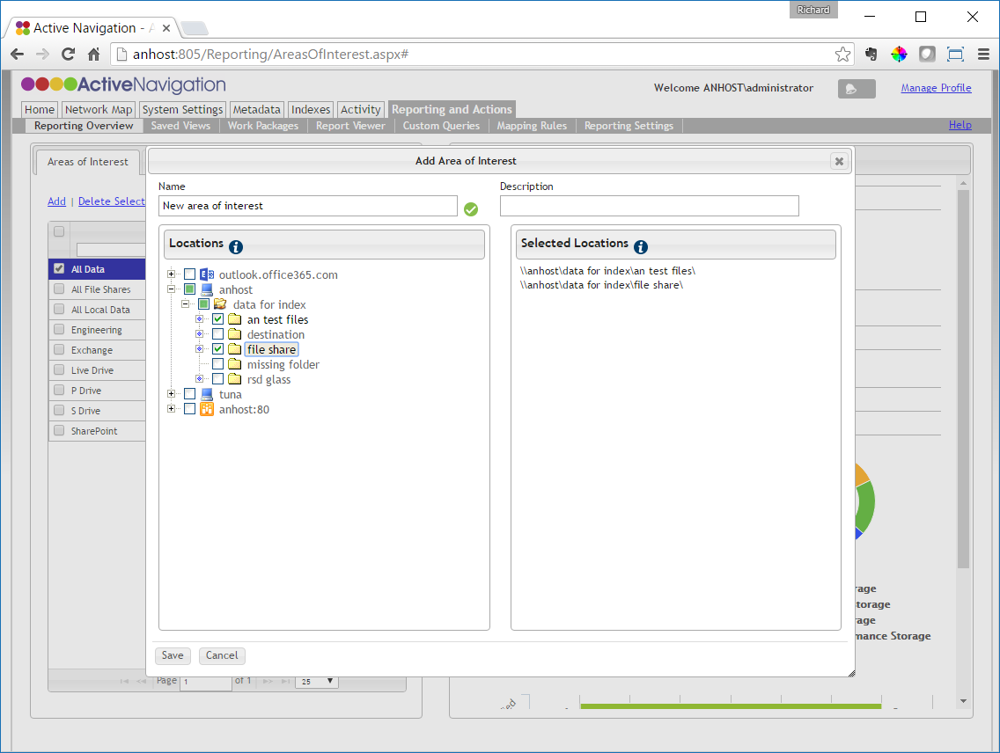 Richard
Active Navigation - A
anhost:805/Reporting/AreasOfInterest.aspx#
ActiveNavigation
Welcome ANHOST\administrator
Manage Profile
Home Network Map System Settings Metadata Indexes Activity Reporting and Actions
Reporting Overview Saved Views Work Packages Report Viewer Custom Queries Mapping Rules Reporting Settings
Help
Areas of Interest
Add | Delete Select
All Data
All File Shares
All Local Data
Engineering
Exchange
Live Drive
P Drive
S Drive
SharePoint
Page 1 of 1 25
Add Area of Interest
Name
New area of interest
Description
Locations
outlook.office365.com
anhost
data for index
an test files
destination
file share
missing folder
rsd glass
tuna
anhost:80
Selected Locations
\\anhost\data for index\an test files\
\\anhost\data for index\file share\
Save Cancel
rage
torage
rage
mance Storage